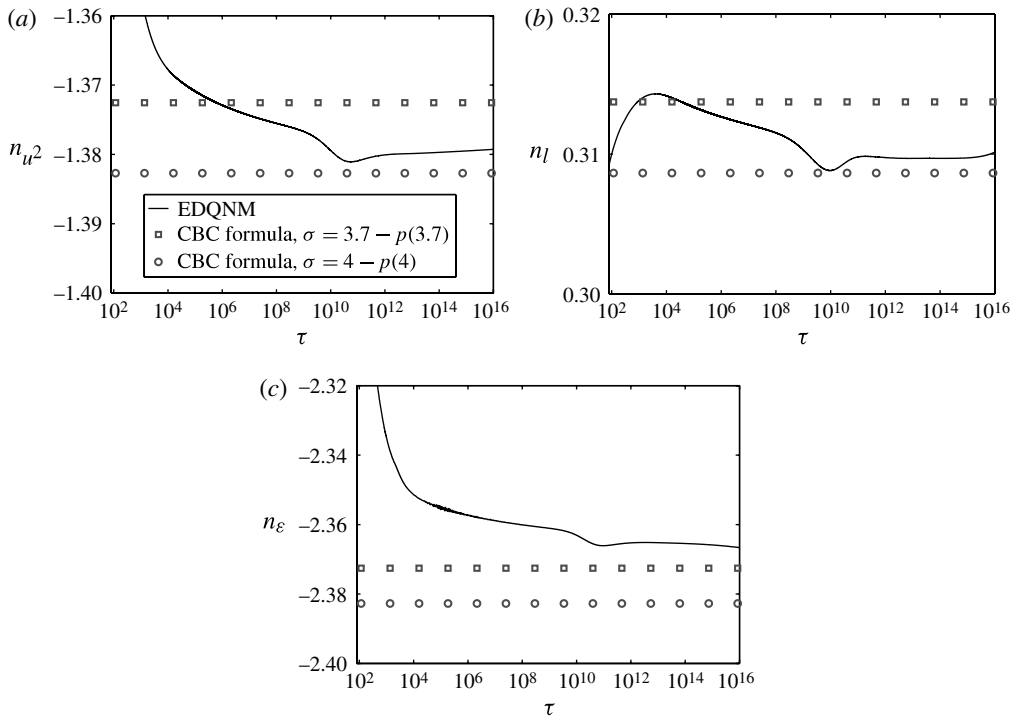 (a)
−1.36
−1.37
n_{u^2}
−1.38
−1.39
−1.40
EDQNM
CBC formula, σ = 3.7 − p(3.7)
CBC formula, σ = 4 − p(4)
10^2 10^4 10^6 10^8 10^{10} 10^{12} 10^{14} 10^{16}
τ
(b)
0.32
n_l
0.31
0.30
10^2 10^4 10^6 10^8 10^{10} 10^{12} 10^{14} 10^{16}
τ
(c)
−2.32
−2.34
n_ε
−2.36
−2.38
−2.40
10^2 10^4 10^6 10^8 10^{10} 10^{12} 10^{14} 10^{16}
τ